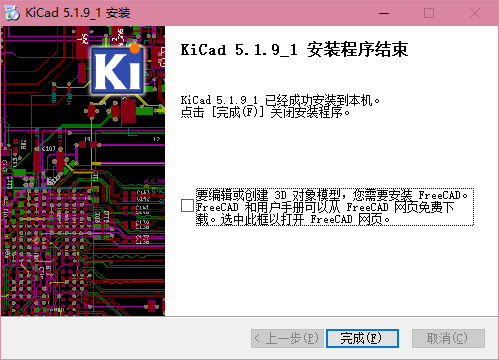 KiCad 5.1.9_1 安装
Ki
KiCad 5.1.9_1 安装程序结束
KiCad 5.1.9_1 已经成功安装到本机。
点击 [完成(F)] 关闭安装程序。
要编辑或创建 3D 对象模型，您需要安装 FreeCAD。
FreeCAD 和用户手册可以从 FreeCAD 网页免费下
载。选中此框以打开 FreeCAD 网页。
< 上一步(P)
完成(F)
取消(C)